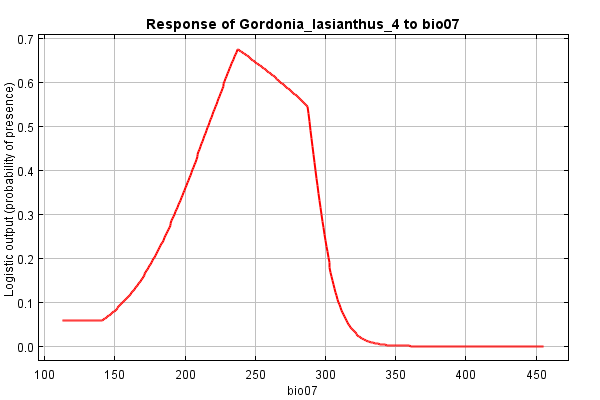 Response of Gordonia_lasianthus_4 to bio07
Logistic output (probability of presence)
0.7
0.6
0.5
0.4
0.3
0.2
0.1
0.0
100 150 200 250 300 350 400 450
bio07